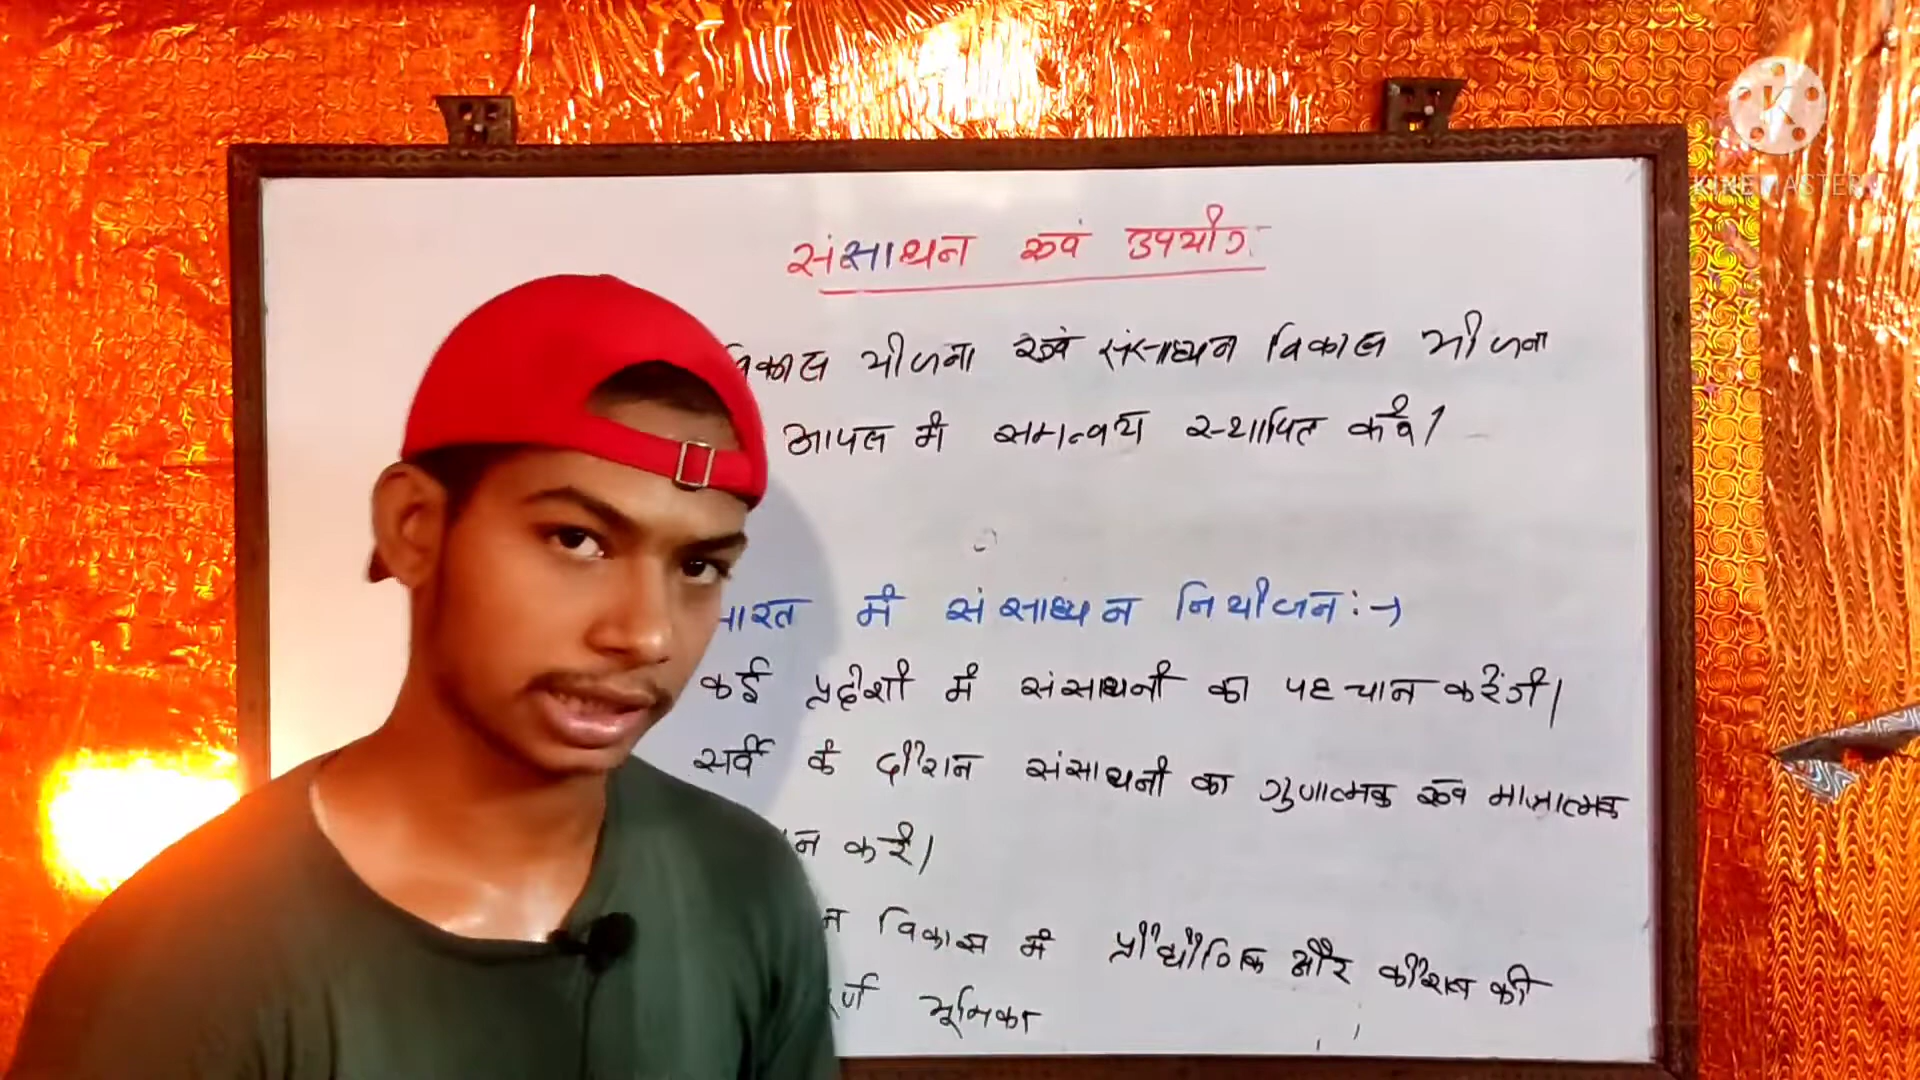 संसाधन एवं उपयोग
विकास योजना एवं संसाधन विकास योजना
आपस में समन्वय स्थापित करें।
भारत में संसाधन नियोजन :→
कई प्रदेशों में संसाधनों का पहचान करेंगे।
सर्वे के दौरान संसाधनों का गुणात्मक एवं मात्रात्मक
न करें।
न विकास में प्रौद्योगिक और कौशल की
र्ण भूमिका
KINEMASTER